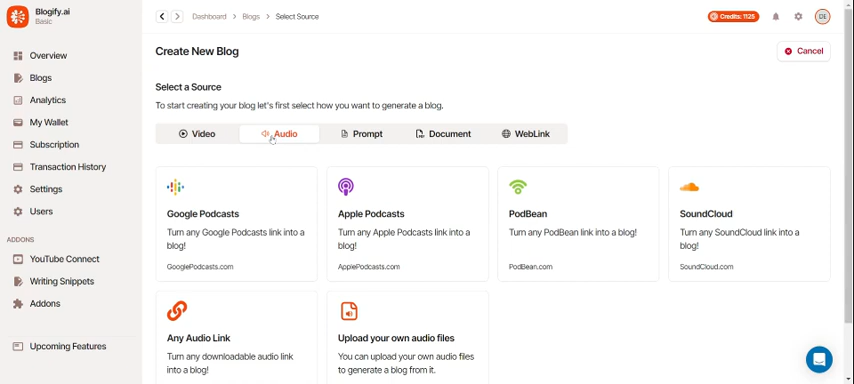 Blogify.ai
Basic
Dashboard > Blogs > Select Source
Credits: 1125
DE
Overview
Blogs
Analytics
My Wallet
Subscription
Transaction History
Settings
Users
ADDONS
YouTube Connect
Writing Snippets
Addons
Upcoming Features
Create New Blog
Cancel
Select a Source
To start creating your blog let's first select how you want to generate a blog.
Video Audio Prompt Document WebLink
Google Podcasts
Turn any Google Podcasts link into a
blog!
GooglePodcasts.com
Apple Podcasts
Turn any Apple Podcasts link into a
blog!
ApplePodcasts.com
PodBean
Turn any PodBean link into a blog!
PodBean.com
SoundCloud
Turn any SoundCloud link into a
blog!
SoundCloud.com
Any Audio Link
Turn any downloadable audio link
into a blog!
Upload your own audio files
You can upload your own audio files
to generate a blog from it.